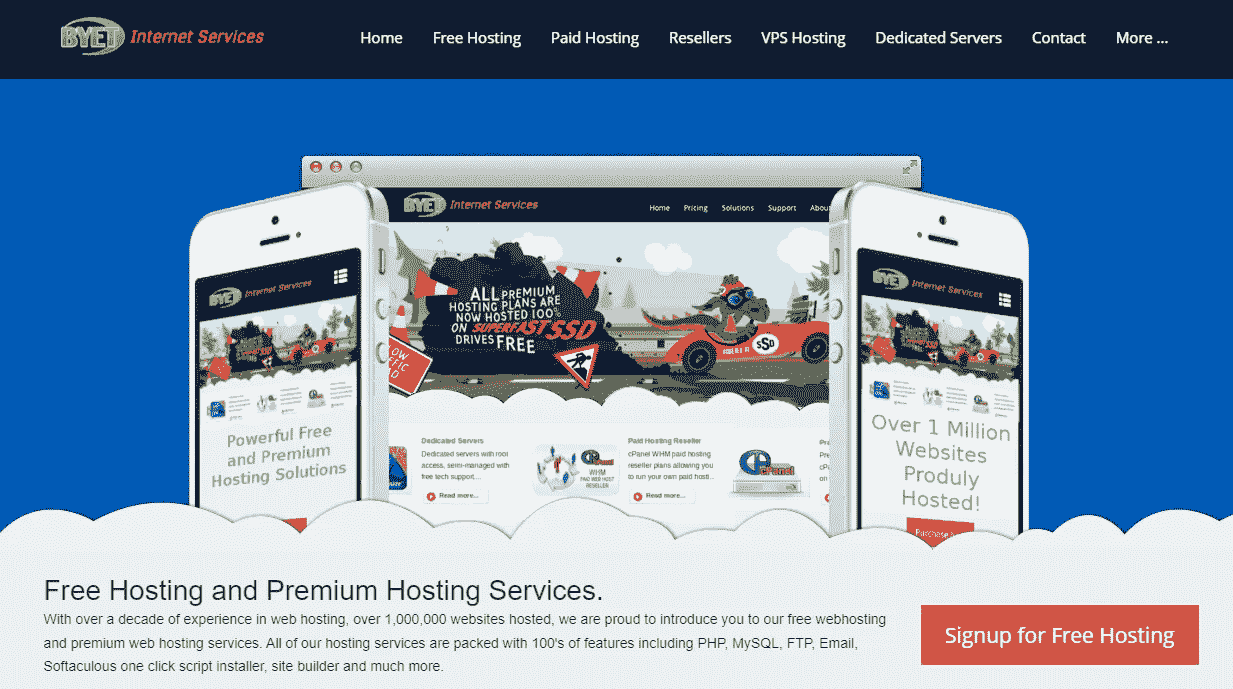 BYET Internet Services
Home Free Hosting Paid Hosting Resellers VPS Hosting Dedicated Servers Contact More ...
BYET Internet Services
Home Pricing Solutions Support Abou
ALL PREMIUM
HOSTING PLANS ARE
NOW HOSTED 100%
ON SUPERFAST SSD
DRIVES FREE
SSD
Dedicated Servers
Dedicated servers with root
access, semi-managed with
free tech support...
Read more...
cPanel
WHM
PAID WEB HOST
RESELLER
Paid Hosting Reseller
cPanel WHM paid hosting
reseller plans allowing you
to run your own paid hosti...
Read more...
cPanel
BYET Internet Services
Powerful Free
and Premium
Hosting Solutions
BYET Internet Services
Over 1 Million
Websites
Produly
Hosted!
Purchase
Free Hosting and Premium Hosting Services.
With over a decade of experience in web hosting, over 1,000,000 websites hosted, we are proud to introduce you to our free webhosting
and premium web hosting services. All of our hosting services are packed with 100's of features including PHP, MySQL, FTP, Email,
Softaculous one click script installer, site builder and much more.
Signup for Free Hosting